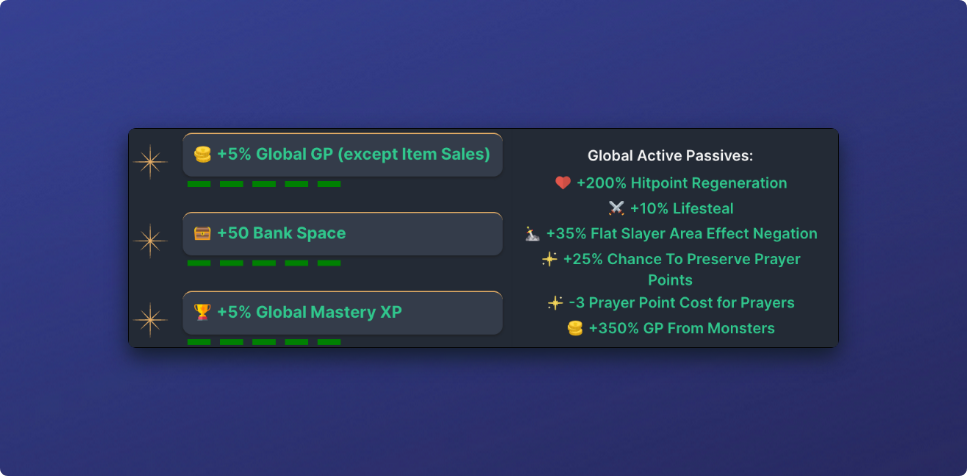 +5% Global GP (except Item Sales)
+50 Bank Space
+5% Global Mastery XP
Global Active Passives:
+200% Hitpoint Regeneration
+10% Lifesteal
+35% Flat Slayer Area Effect Negation
+25% Chance To Preserve Prayer
Points
-3 Prayer Point Cost for Prayers
+350% GP From Monsters